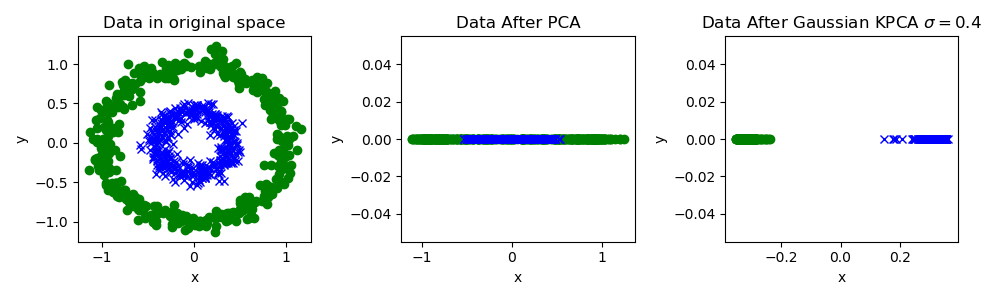 Data in original space
1.0
0.5
0.0
−0.5
−1.0
y
−1 0 1
x
Data After PCA
0.04
0.02
0.00
−0.02
−0.04
y
−1 0 1
x
Data After Gaussian KPCA σ = 0.4
0.04
0.02
0.00
−0.02
−0.04
y
−0.2 0.0 0.2
x